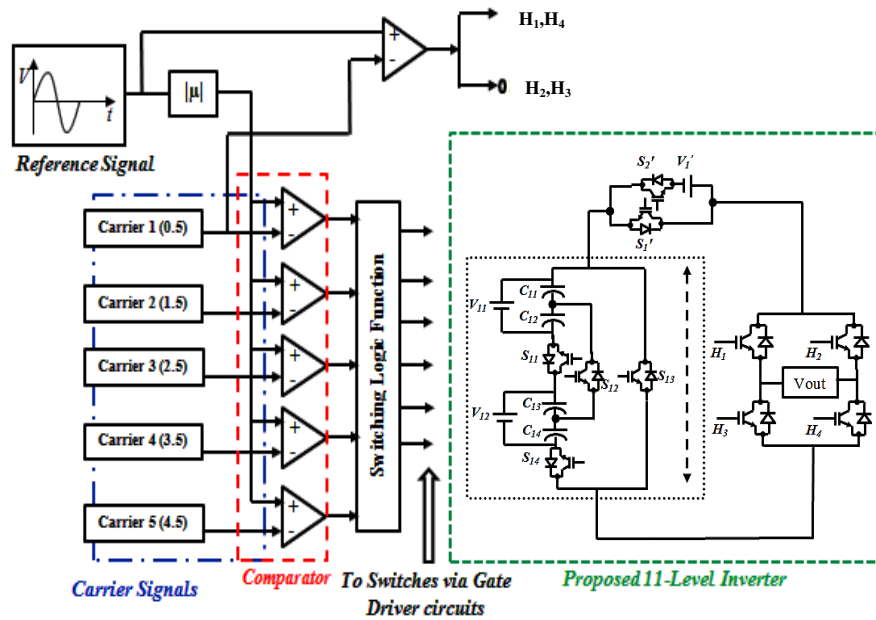 H1,H4
+
-
V
t
|μ|
0
H2,H3
Reference Signal
Carrier 1 (0.5)
+
-
Carrier 2 (1.5)
+
-
Carrier 3 (2.5)
+
-
Carrier 4 (3.5)
+
-
Carrier 5 (4.5)
+
-
Switching Logic Function
S2'
V1'
S1'
C11
V11
C12
S11
S12
S13
C13
V12
C14
S14
H1
H2
Vout
H3
H4
Carrier Signals
Comparator
To Switches via Gate
Driver circuits
Proposed 11-Level Inverter